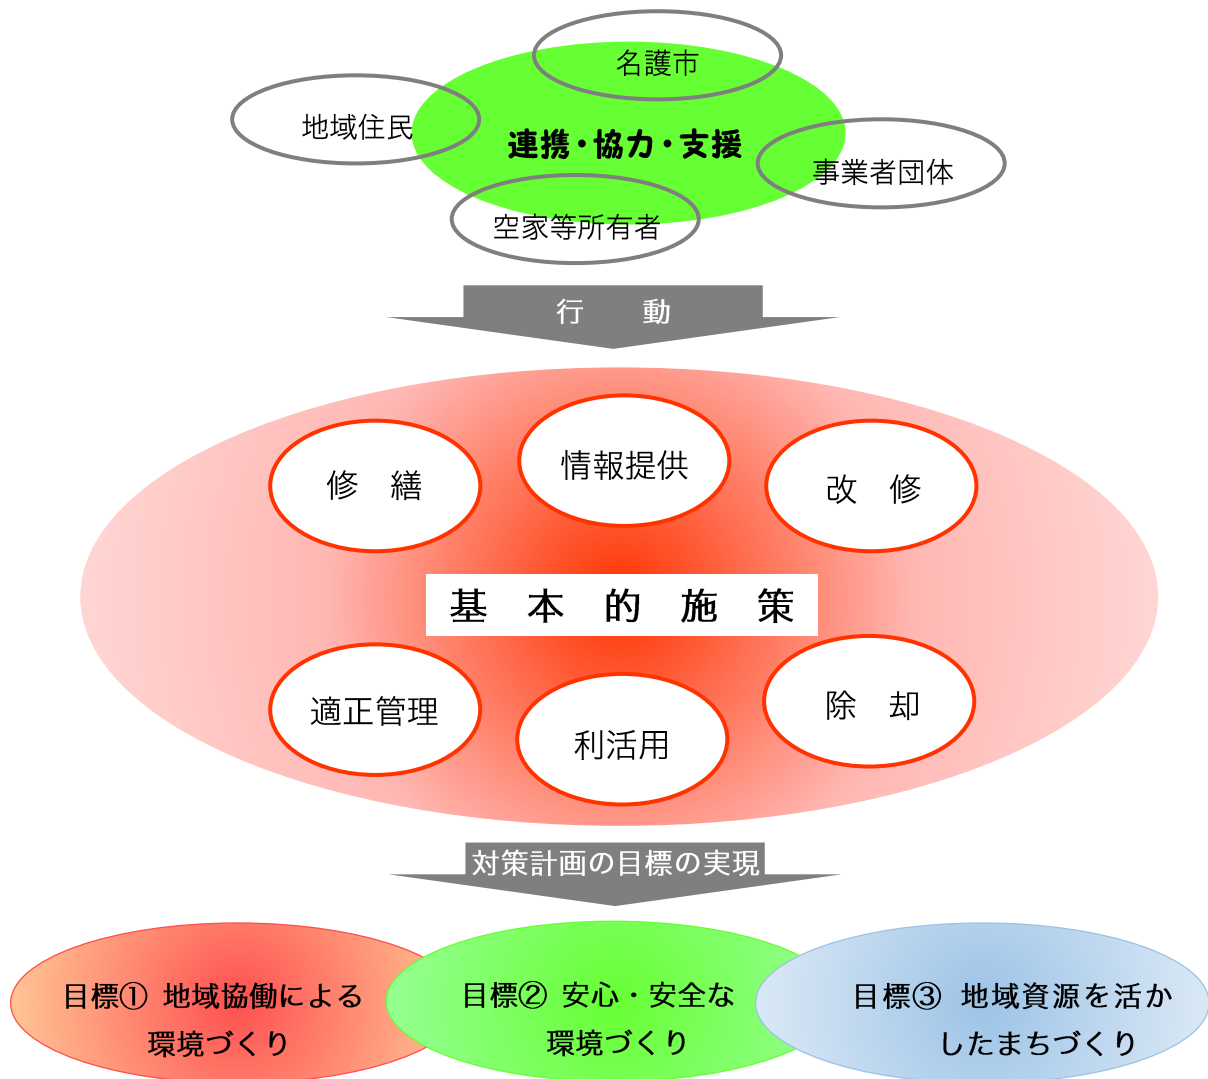 名護市
地域住民
連携・協力・支援
事業者団体
空家等所有者
行　動
情報提供
修　繕
改　修
基　本　的　施　策
適正管理
利活用
除　却
対策計画の目標の実現
目標① 地域協働による
環境づくり
目標② 安心・安全な
環境づくり
目標③ 地域資源を活か
したまちづくり